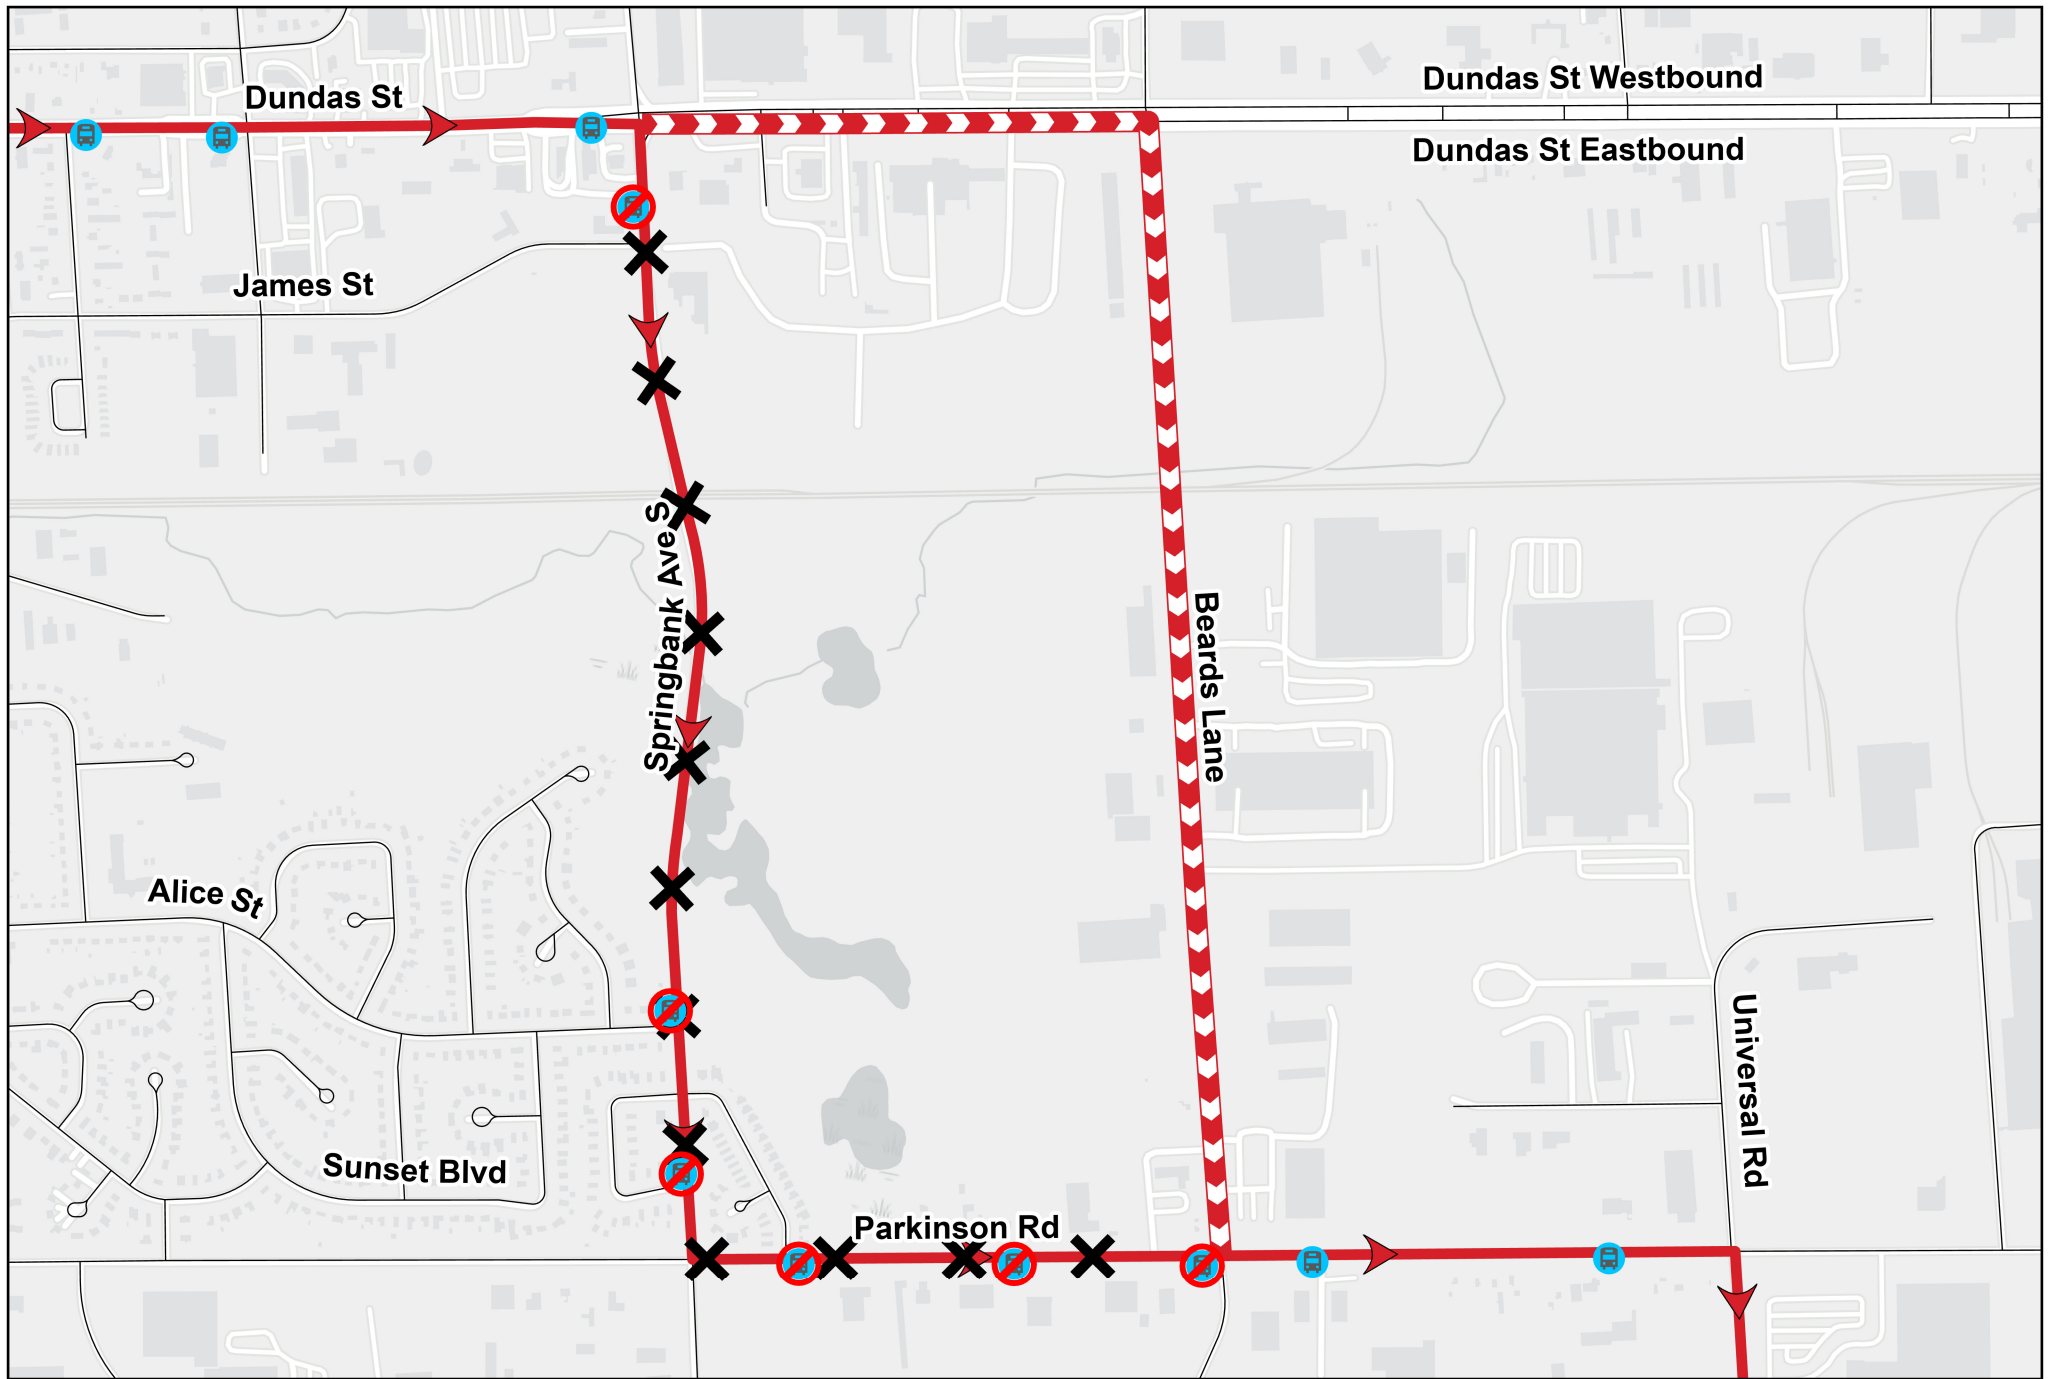 Dundas St Westbound
Dundas St
Dundas St Eastbound
James St
Springbank Ave S
Beards Lane
Alice St
Universal Rd
Sunset Blvd
Parkinson Rd